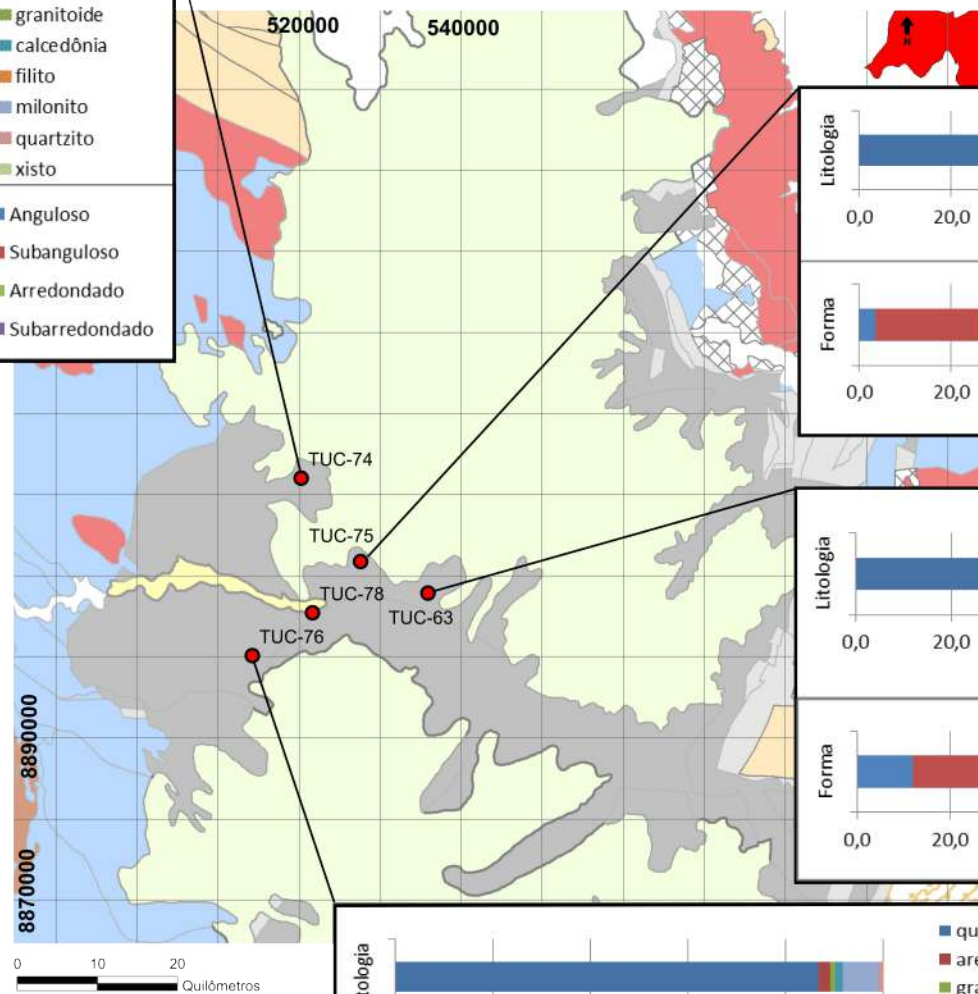 granitoide
calcedônia
filito
milonito
quartzito
xisto
Anguloso
Subanguloso
Arredondado
Subarredondado
520000
540000
N
Litologia
0,0 20,0
Forma
0,0 20,0
TUC-74
TUC-75
TUC-78
TUC-63
TUC-76
Litologia
0,0 20,0
Forma
0,0 20,0
8890000
8870000
0 10 20
Quilômetros